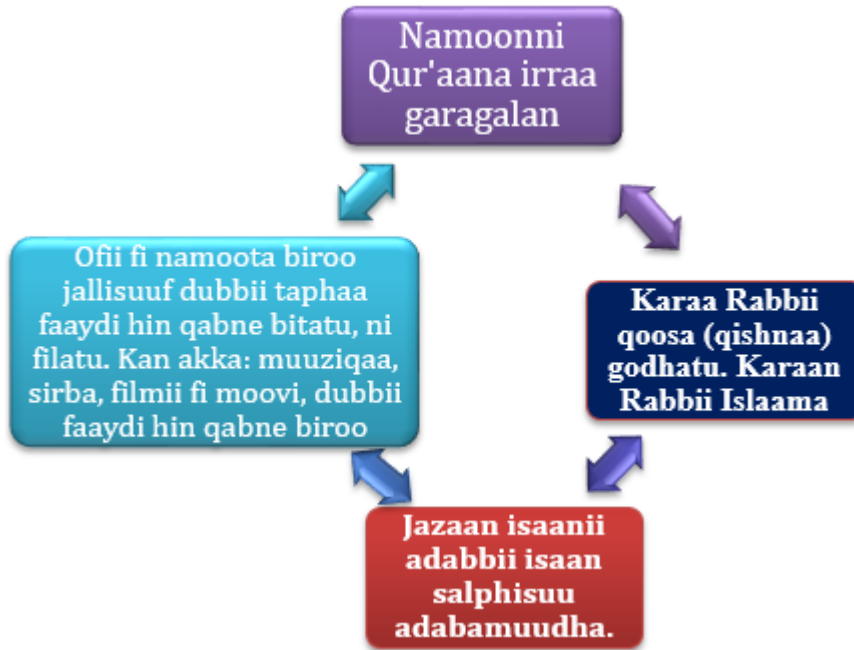 Namoonni
Qur'aana irraa
garagalan
Ofii fi namoota biroo
jallisuuf dubbii taphaa
faaydi hin qabne bitatu, ni
filatu. Kan akka: muuziqaa,
sirba, filmii fi moovi, dubbii
faaydi hin qabne biroo
Karaa Rabbii
qoosa (qishnaa)
godhatu. Karaan
Rabbii Islaama
Jazaan isaanii
adabbii isaan
salphisuu
adabamuudha.